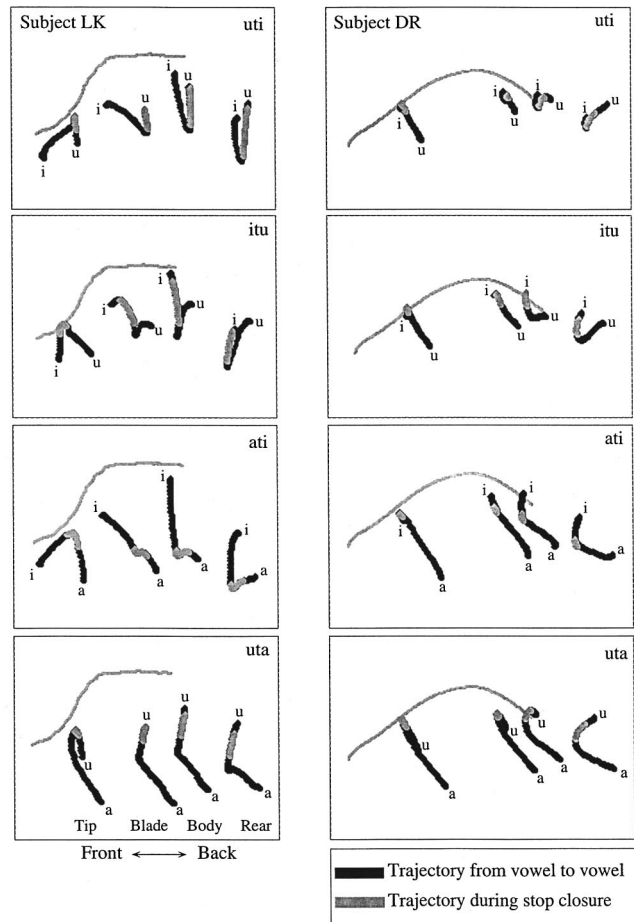 Subject LK
uti
i
u
i
u
i
u
i
u
Subject DR
uti
i
u
i
u
i
u
u
i
itu
i
u
i
u
i
u
i
u
itu
i
u
i
u
i
u
i
u
ati
i
a
i
a
i
a
i
a
ati
i
a
i
a
i
a
i
a
uta
u
a
u
a
u
a
u
a
Tip Blade Body Rear
Front ←→ Back
uta
u
a
u
a
u
a
u
a
Trajectory from vowel to vowel
Trajectory during stop closure